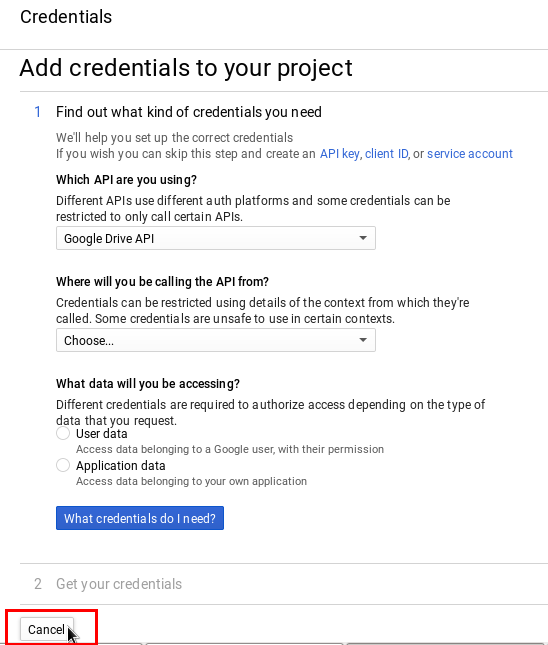 Credentials
Add credentials to your project
1 Find out what kind of credentials you need
We'll help you set up the correct credentials
If you wish you can skip this step and create an API key, client ID, or service account
Which API are you using?
Different APIs use different auth platforms and some credentials can be
restricted to only call certain APIs.
Google Drive API
Where will you be calling the API from?
Credentials can be restricted using details of the context from which they're
called. Some credentials are unsafe to use in certain contexts.
Choose...
What data will you be accessing?
Different credentials are required to authorize access depending on the type of
data that you request.
User data
Access data belonging to a Google user, with their permission
Application data
Access data belonging to your own application
What credentials do I need?
2 Get your credentials
Cancel